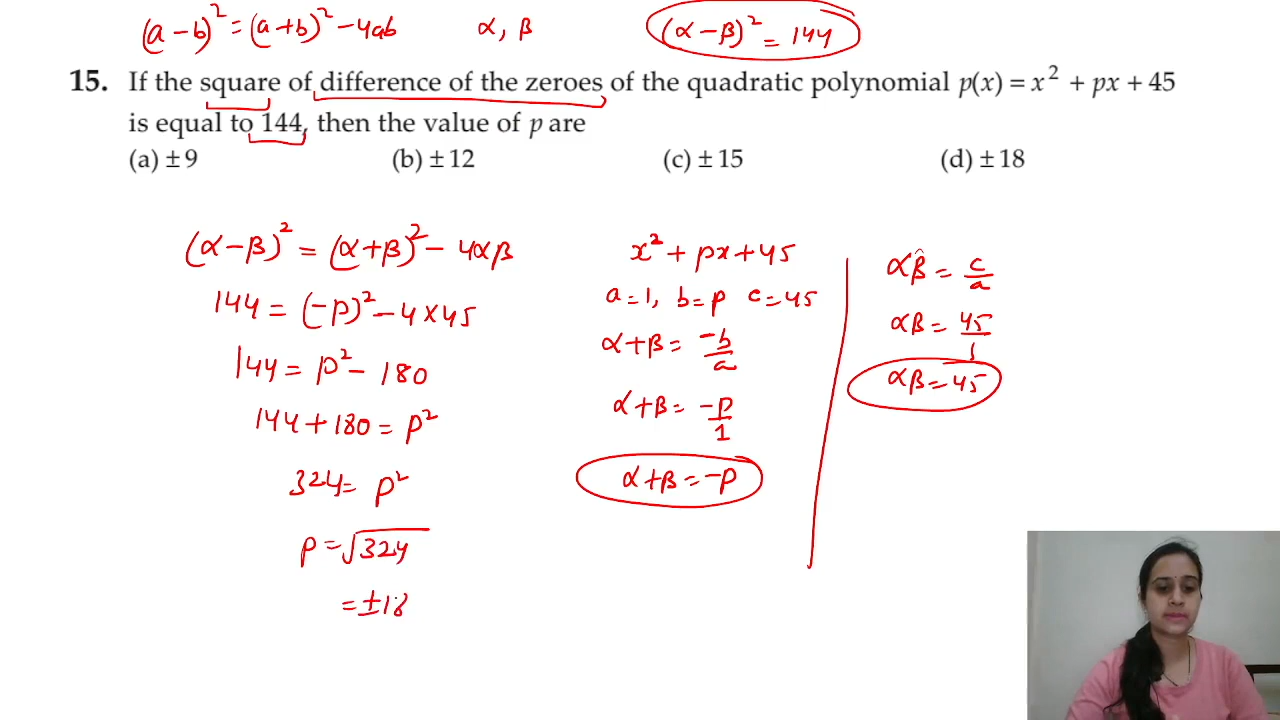 (a-b)² = (a+b)² - 4ab α, β (α-β)² = 144
15. If the square of difference of the zeroes of the quadratic polynomial p(x) = x² + px + 45
is equal to 144, then the value of p are
(a) ± 9 (b) ± 12 (c) ± 15 (d) ± 18
(α-β)² = (α+β)² - 4αβ
144 = (-p)² - 4×45
144 = p² - 180
144 + 180 = p²
324 = p²
p = √324
= ±18
x² + px + 45
a=1, b=p c=45
α+β = -b/a
α+β = -p/1
α+β = -p
αβ = c/a
αβ = 45/1
αβ = 45